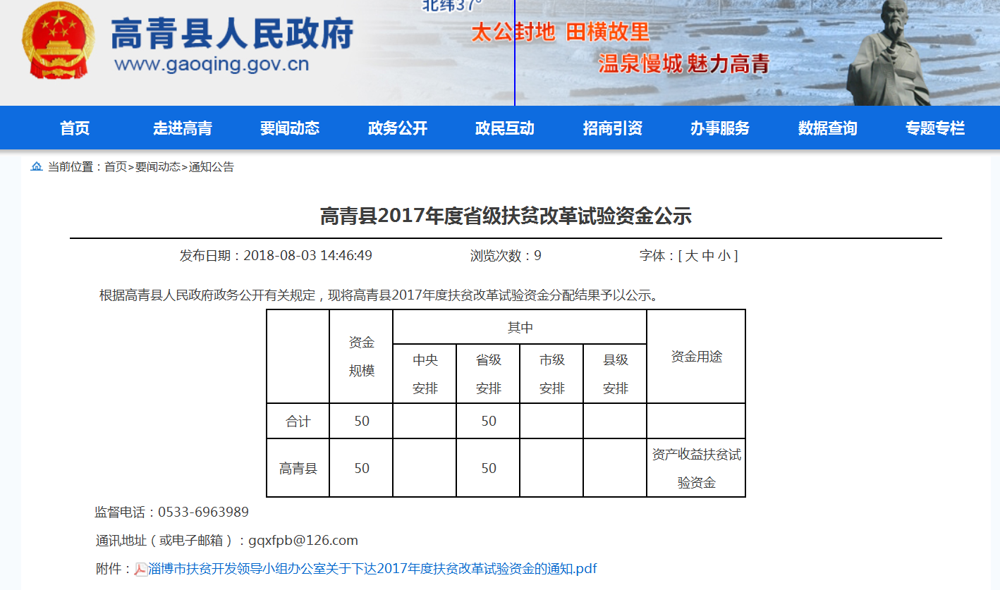 北纬37°
高青县人民政府
www.gaoqing.gov.cn
太公封地 田横故里
温泉慢城 魅力高青
首页 走进高青 要闻动态 政务公开 政民互动 招商引资 办事服务 数据查询 专题专栏
当前位置：首页>要闻动态>通知公告
高青县2017年度省级扶贫改革试验资金公示
发布日期：2018-08-03 14:46:49 浏览次数：9 字体：[ 大 中 小 ]
根据高青县人民政府政务公开有关规定，现将高青县2017年度扶贫改革试验资金分配结果予以公示。
资金
规模
其中
资金用途
中央
安排
省级
安排
市级
安排
县级
安排
合计 50 50
高青县 50 50 资产收益扶贫试
验资金
监督电话：0533-6963989
通讯地址（或电子邮箱）：gqxfpb@126.com
附件：淄博市扶贫开发领导小组办公室关于下达2017年度扶贫改革试验资金的通知.pdf